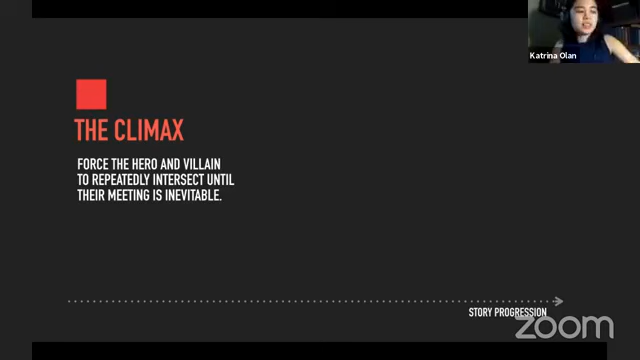 Katrina Olan
THE CLIMAX
FORCE THE HERO AND VILLAIN
TO REPEATEDLY INTERSECT UNTIL
THEIR MEETING IS INEVITABLE.
STORY PROGRESSION
zoom